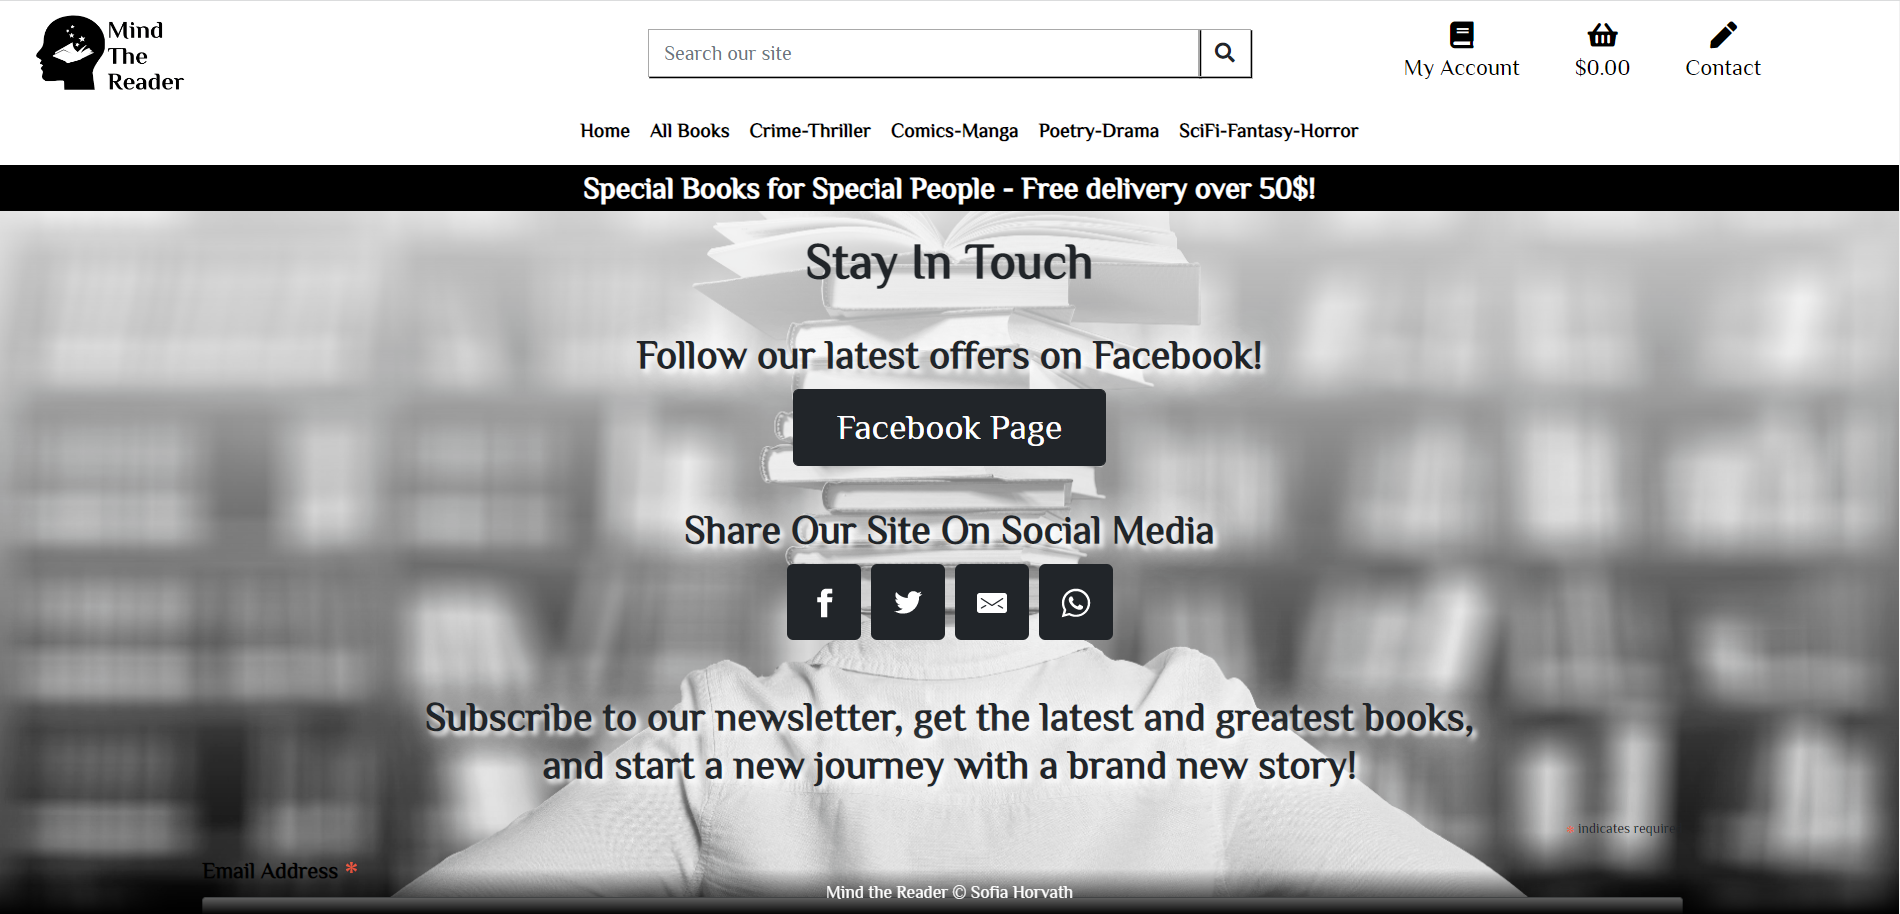 Mind
The
Reader
Search our site
My Account
$0.00
Contact
Home All Books Crime-Thriller Comics-Manga Poetry-Drama SciFi-Fantasy-Horror
Special Books for Special People - Free delivery over 50$!
Stay In Touch
Follow our latest offers on Facebook!
Facebook Page
Share Our Site On Social Media
Subscribe to our newsletter, get the latest and greatest books,
and start a new journey with a brand new story!
* indicates require
Email Address *
Mind the Reader © Sofia Horvath